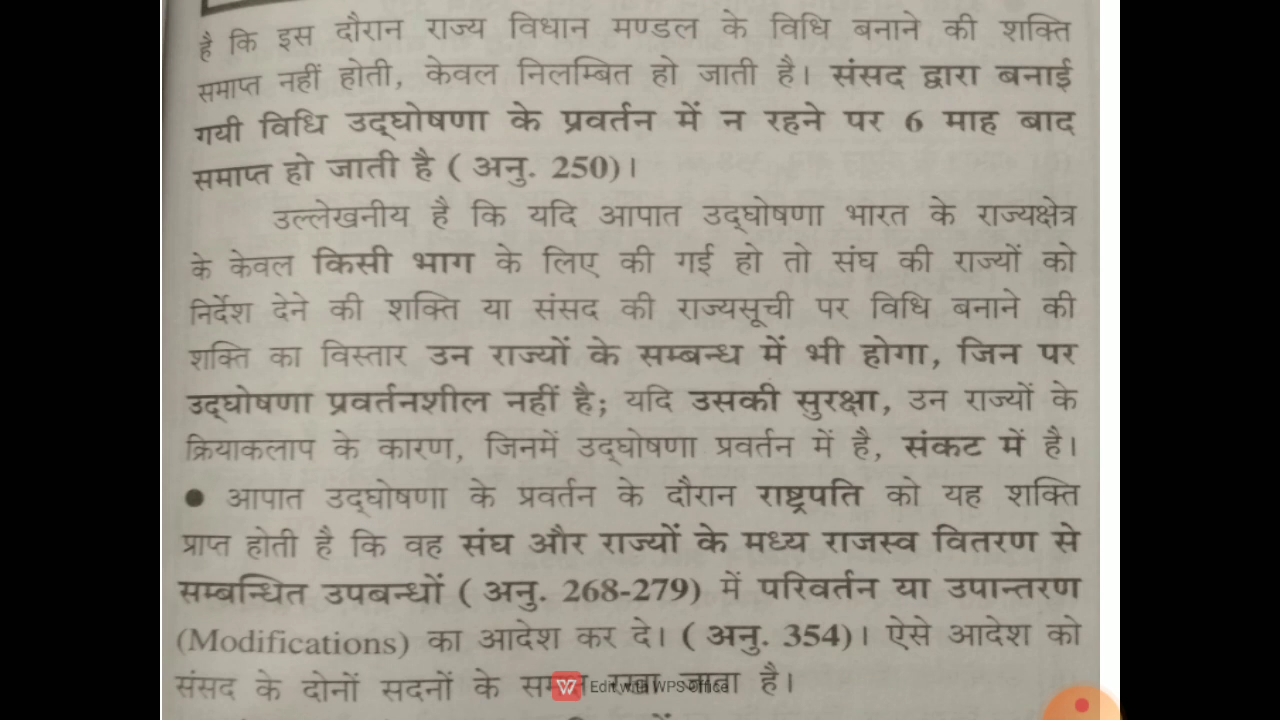 है कि इस दौरान राज्य विधान मण्डल के विधि बनाने की शक्ति
समाप्त नहीं होती, केवल निलम्बित हो जाती है। संसद द्वारा बनाई
गयी विधि उद्घोषणा के प्रवर्तन में न रहने पर 6 माह बाद
समाप्त हो जाती है ( अनु. 250)।
उल्लेखनीय है कि यदि आपात उद्घोषणा भारत के राज्यक्षेत्र
के केवल किसी भाग के लिए की गई हो तो संघ की राज्यों को
निर्देश देने की शक्ति या संसद की राज्यसूची पर विधि बनाने की
शक्ति का विस्तार उन राज्यों के सम्बन्ध में भी होगा, जिन पर
उद्घोषणा प्रवर्तनशील नहीं है; यदि उसकी सुरक्षा, उन राज्यों के
क्रियाकलाप के कारण, जिनमें उद्घोषणा प्रवर्तन में है, संकट में है।
● आपात उद्घोषणा के प्रवर्तन के दौरान राष्ट्रपति को यह शक्ति
प्राप्त होती है कि वह संघ और राज्यों के मध्य राजस्व वितरण से
सम्बन्धित उपबन्धों ( अनु. 268-279) में परिवर्तन या उपान्तरण
(Modifications) का आदेश कर दे। ( अनु. 354)। ऐसे आदेश को
संसद के दोनों सदनों के जाता है।
Edit with WPS Office